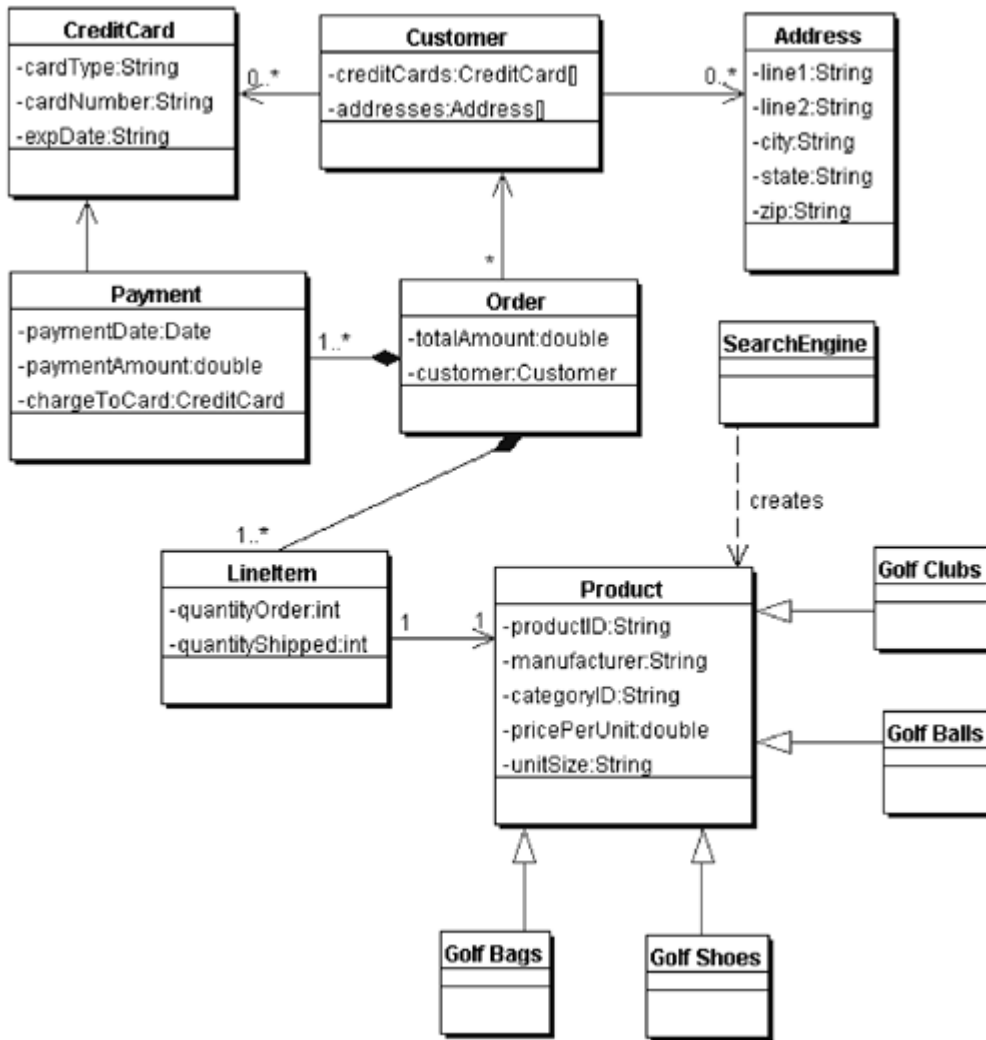 CreditCard
-cardType:String
-cardNumber:String
-expDate:String
0..*
Customer
-creditCards:CreditCard[]
-addresses:Address[]
0..*
Address
-line1:String
-line2:String
-city:String
-state:String
-zip:String
Payment
-paymentDate:Date
-paymentAmount:double
-chargeToCard:CreditCard
1..*
*
Order
-totalAmount:double
-customer:Customer
SearchEngine
creates
1..*
LineItem
-quantityOrder:int
-quantityShipped:int
1
1
Product
-productID:String
-manufacturer:String
-categoryID:String
-pricePerUnit:double
-unitSize:String
Golf Clubs
Golf Balls
Golf Bags
Golf Shoes